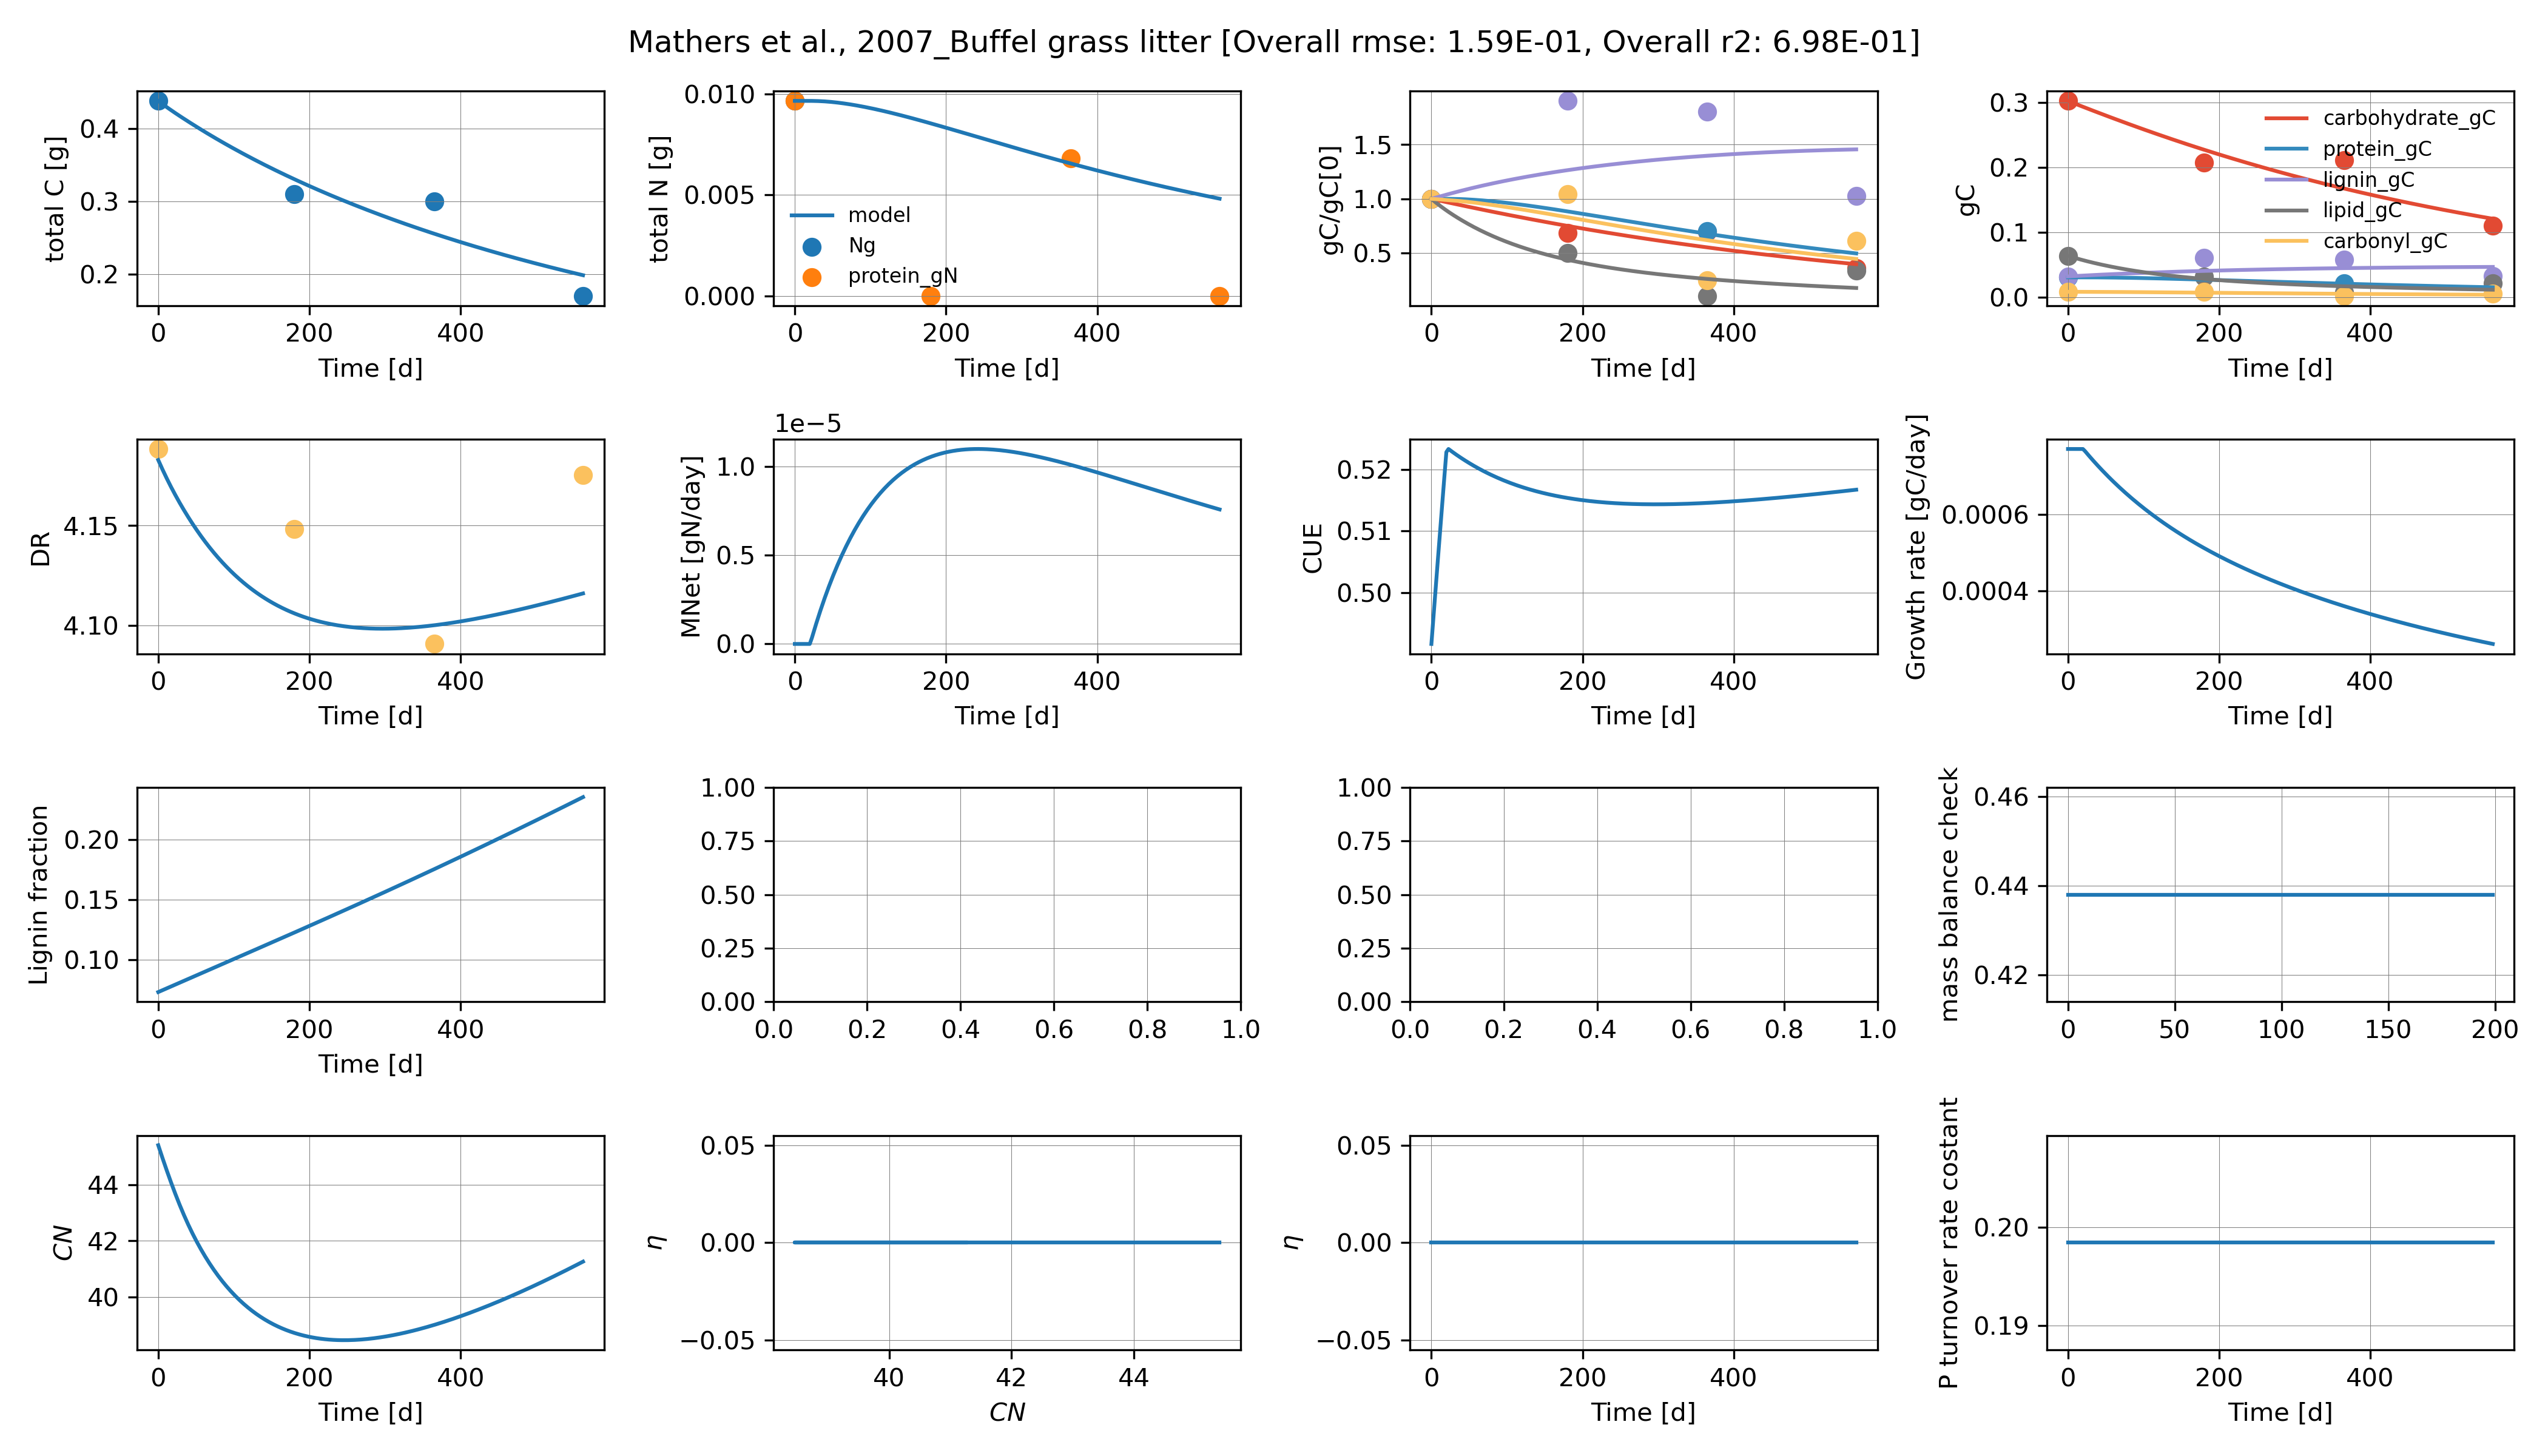 Mathers et al., 2007_Buffel grass litter [Overall rmse: 1.59E-01, Overall r2: 6.98E-01]
total C [g]
0.4
0.3
0.2
0 200 400
Time [d]
total N [g]
0.010
0.005
0.000
model
Ng
protein_gN
0 200 400
Time [d]
gC/gC[0]
1.5
1.0
0.5
0 200 400
Time [d]
gC
0.3
0.2
0.1
0.0
carbohydrate_gC
protein_gC
lignin_gC
lipid_gC
carbonyl_gC
0 200 400
Time [d]
DR
4.15
4.10
0 200 400
Time [d]
1e−5
MNet [gN/day]
1.0
0.5
0.0
0 200 400
Time [d]
CUE
0.52
0.51
0.50
0 200 400
Time [d]
Growth rate [gC/day]
0.0006
0.0004
0 200 400
Time [d]
Lignin fraction
0.20
0.15
0.10
0 200 400
Time [d]
1.00
0.75
0.50
0.25
0.00
0.0 0.2 0.4 0.6 0.8 1.0
1.00
0.75
0.50
0.25
0.00
0.0 0.2 0.4 0.6 0.8 1.0
mass balance check
0.46
0.44
0.42
0 50 100 150 200
CN
44
42
40
0 200 400
Time [d]
η
0.05
0.00
−0.05
40 42 44
CN
η
0.05
0.00
−0.05
0 200 400
Time [d]
P turnover rate costant
0.20
0.19
0 200 400
Time [d]